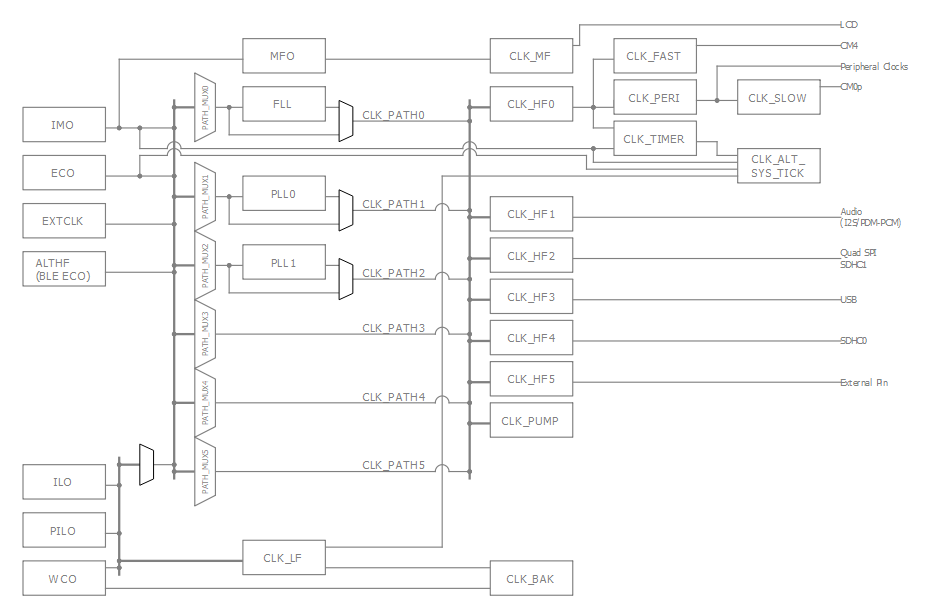 LCD
MFO
CLK_MF
CLK_FAST
CM4
Peripheral Clocks
PATH_MUX0
FLL
CLK_PATH0
CLK_HF0
CLK_PERI
CLK_SLOW
CM0p
IMO
CLK_TIMER
ECO
CLK_ALT_
SYS_TICK
PATH_MUX1
PLL0
CLK_PATH1
CLK_HF1
Audio
(I2S/PDM-PCM)
EXTCLK
ALTHF
(BLE ECO)
PATH_MUX2
PLL1
CLK_PATH2
CLK_HF2
Quad SPI
SDHC1
CLK_HF3
USB
PATH_MUX3
CLK_PATH3
CLK_HF4
SDHC0
CLK_HF5
External Pin
PATH_MUX4
CLK_PATH4
CLK_PUMP
PATH_MUX5
CLK_PATH5
ILO
PILO
CLK_LF
WCO
CLK_BAK